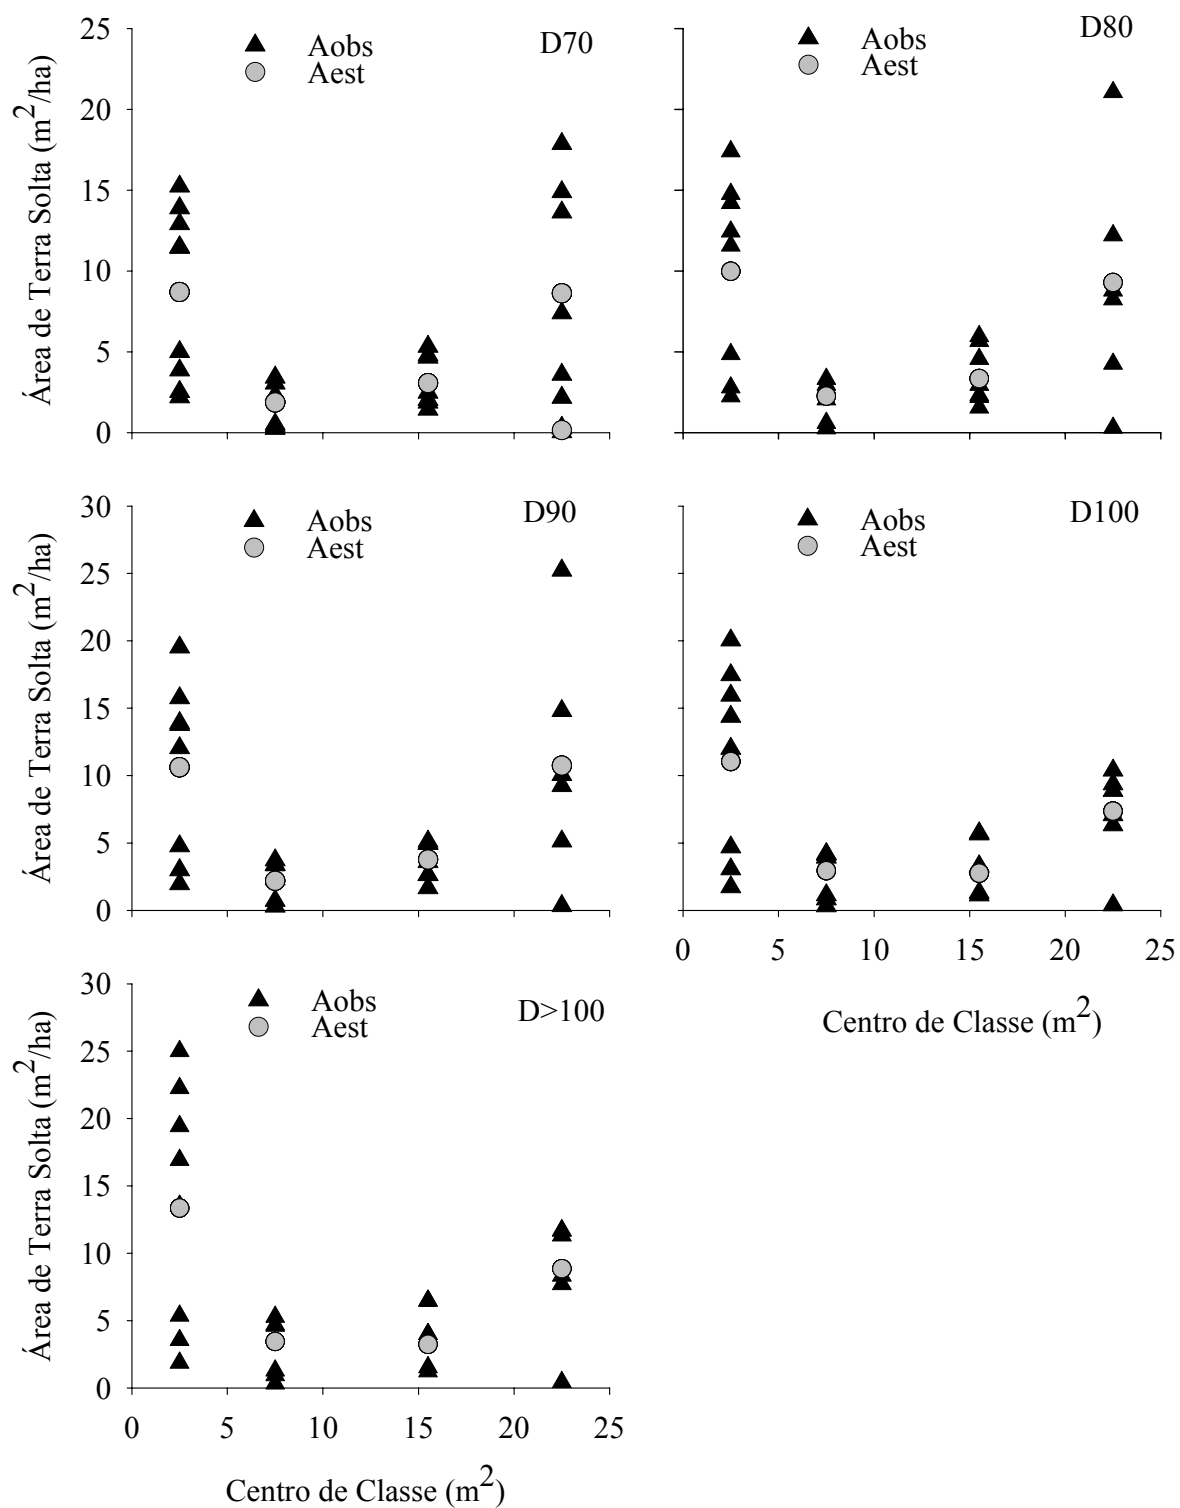 D70
Aobs
Aest
25
20
15
10
5
0
Área de Terra Solta (m²/ha)
D80
Aobs
Aest
D90
Aobs
Aest
30
25
20
15
10
5
0
Área de Terra Solta (m²/ha)
D100
Aobs
Aest
0 5 10 15 20 25
Centro de Classe (m²)
D>100
Aobs
Aest
30
25
20
15
10
5
0
Área de Terra Solta (m²/ha)
0 5 10 15 20 25
Centro de Classe (m²)